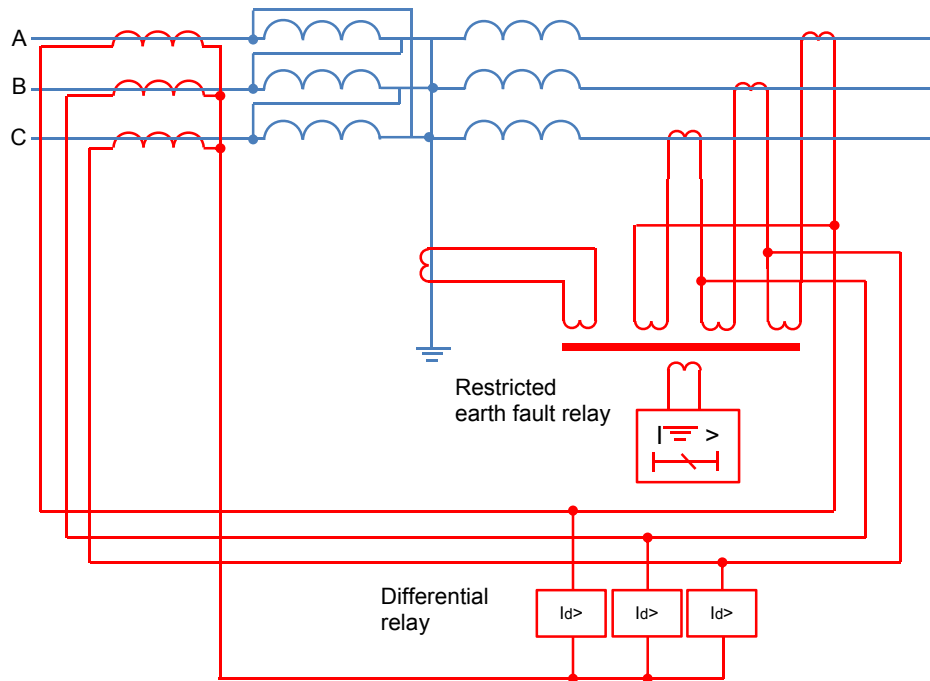 A
B
C
Restricted
earth fault relay
I >
Differential
relay
Id>
Id>
Id>